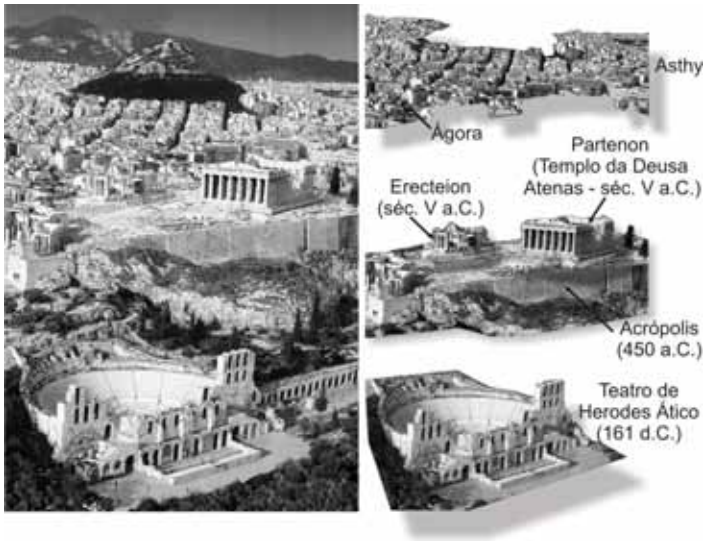 Asthy
Ágora
Partenon
(Templo da Deusa
Atenas - séc. V a.C.)
Erecteion
(séc. V a.C.)
Acrópolis
(450 a.C.)
Teatro de
Herodes Ático
(161 d.C.)